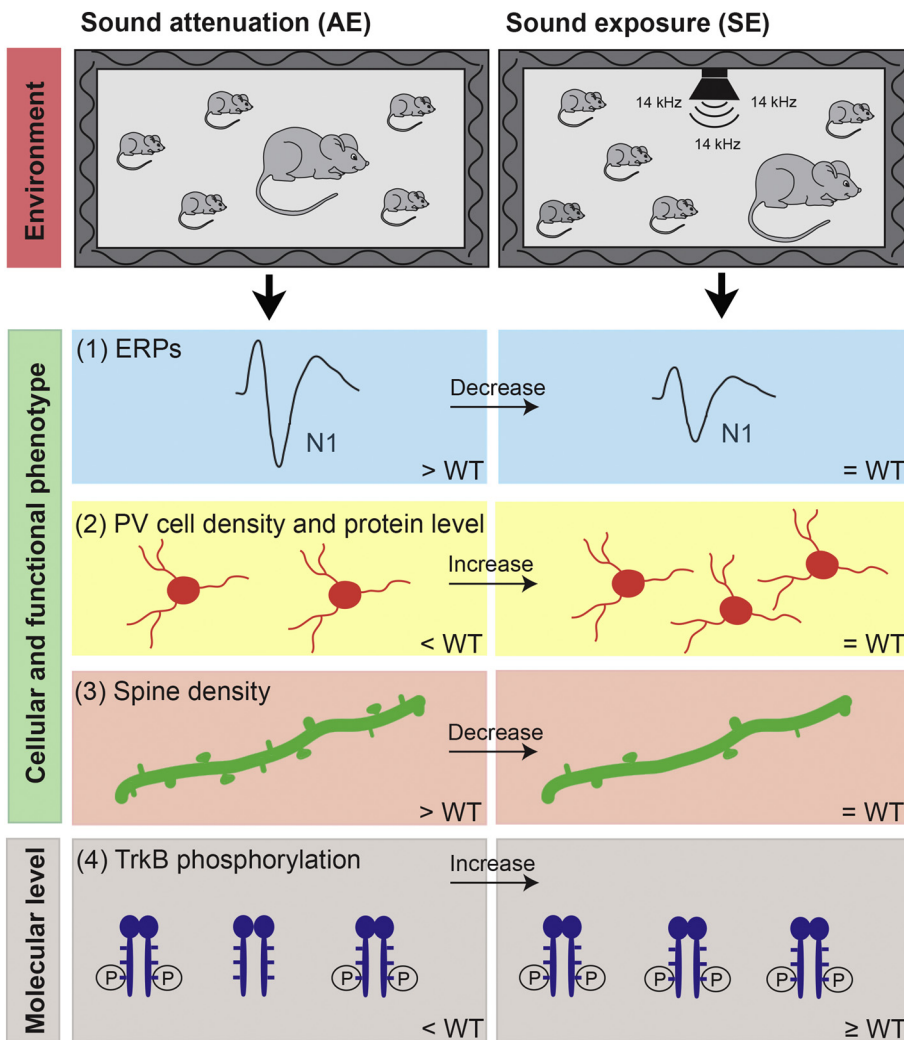 Sound attenuation (AE)
Sound exposure (SE)
Environment
14 kHz
14 kHz
14 kHz
Cellular and functional phenotype
(1) ERPs
N1
> WT
Decrease
N1
= WT
(2) PV cell density and protein level
< WT
Increase
= WT
(3) Spine density
> WT
Decrease
= WT
Molecular level
(4) TrkB phosphorylation
Increase
P P
P P
< WT
P P
P P
P P
≥ WT